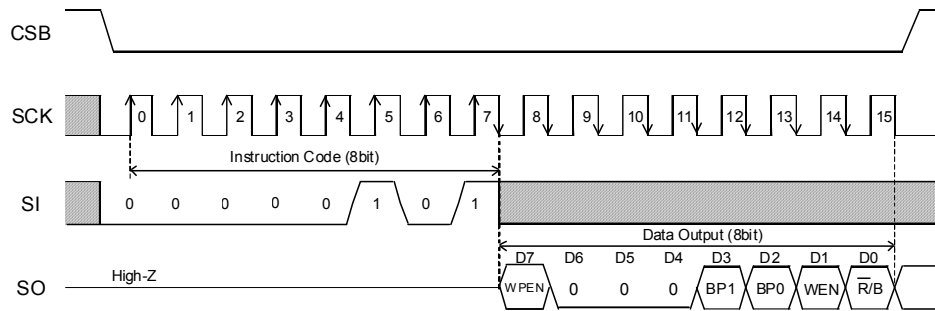 CSB
SCK 0 1 2 3 4 5 6 7 8 9 10 11 12 13 14 15
Instruction Code (8bit)
SI 0 0 0 0 0 1 0 1
Data Output (8bit)
D7 D6 D5 D4 D3 D2 D1 D0
High-Z
SO WPEN 0 0 0 BP1 BP0 WEN R̅/B